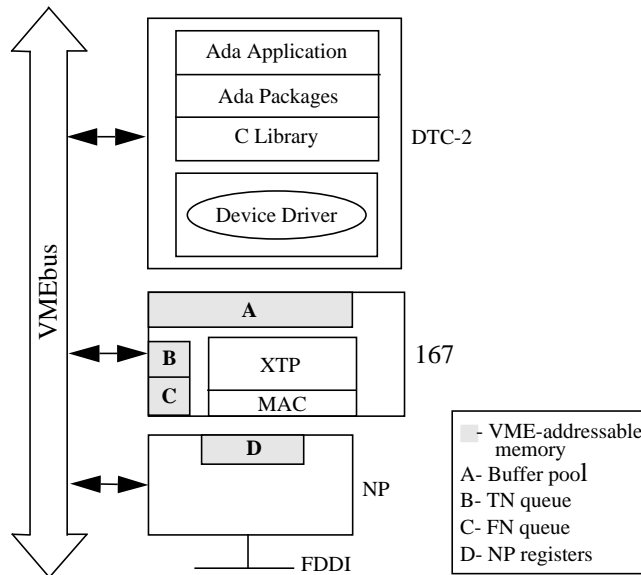 VMEbus
Ada Application
Ada Packages
C Library
DTC-2
Device Driver
A
B
C
XTP
MAC
167
D
NP
FDDI
- VME-addressable
memory
A- Buffer pool
B- TN queue
C- FN queue
D- NP registers